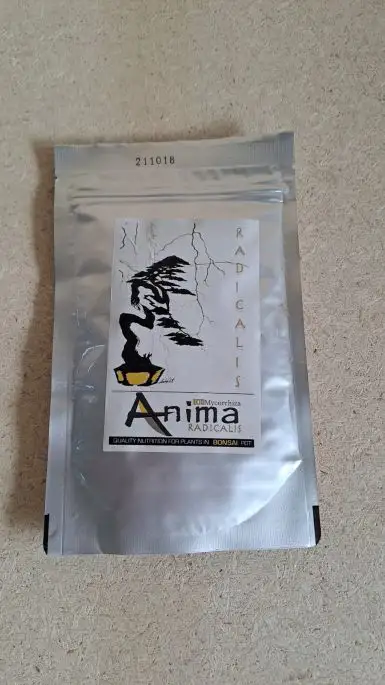 211018
RADICALIS
Mycorrhiza
Anima
RADICALIS
QUALITY NUTRITION FOR PLANTS IN BONSAI POT